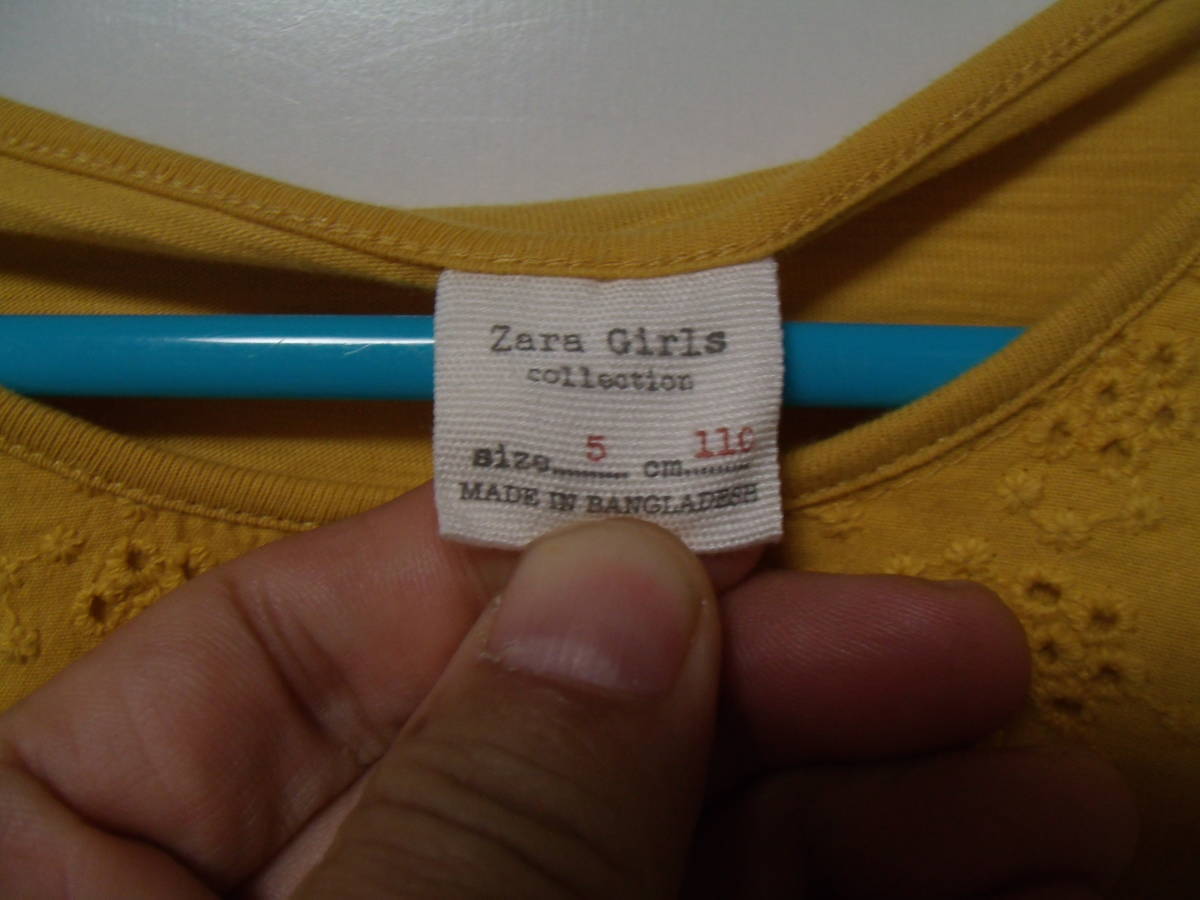 Zara Girls
collection
size 5 cm 110
MADE IN BANGLADESH